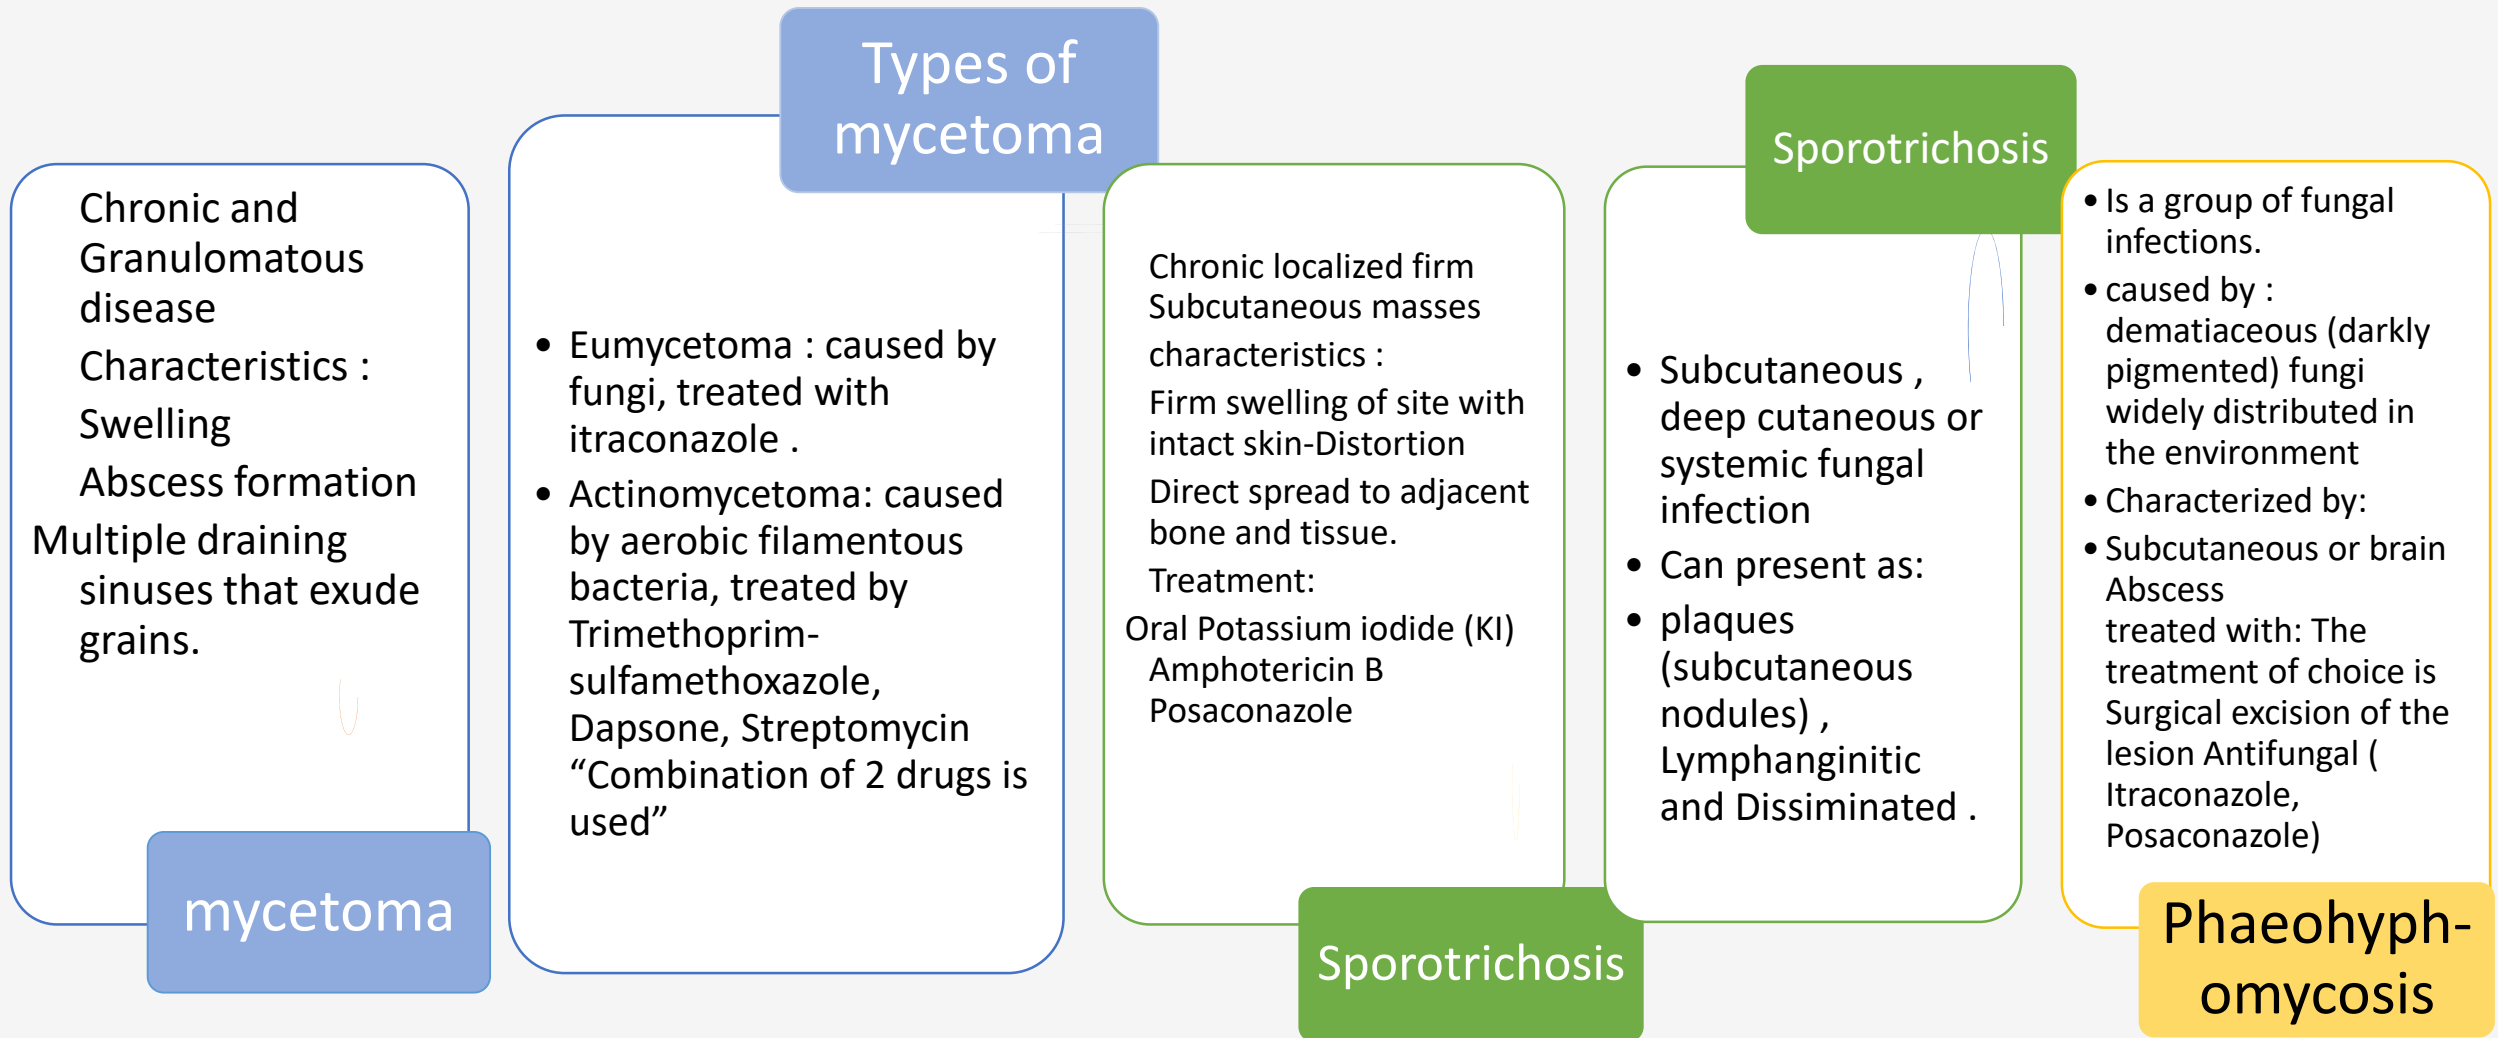 Chronic and
Granulomatous
disease
Characteristics :
Swelling
Abscess formation
Multiple draining
sinuses that exude
grains.
mycetoma
Types of
mycetoma
• Eumycetoma : caused by
fungi, treated with
itraconazole .
• Actinomycetoma: caused
by aerobic filamentous
bacteria, treated by
Trimethoprim-
sulfamethoxazole,
Dapsone, Streptomycin
“Combination of 2 drugs is
used”
Chronic localized firm
Subcutaneous masses
characteristics :
Firm swelling of site with
intact skin-Distortion
Direct spread to adjacent
bone and tissue.
Treatment:
Oral Potassium iodide (KI)
Amphotericin B
Posaconazole
Sporotrichosis
Sporotrichosis
• Subcutaneous ,
deep cutaneous or
systemic fungal
infection
• Can present as:
• plaques
(subcutaneous
nodules) ,
Lymphanginitic
and Dissiminated .
• Is a group of fungal
infections.
• caused by :
dematiaceous (darkly
pigmented) fungi
widely distributed in
the environment
• Characterized by:
• Subcutaneous or brain
Abscess
treated with: The
treatment of choice is
Surgical excision of the
lesion Antifungal (
Itraconazole,
Posaconazole)
Phaeohyph-
omycosis